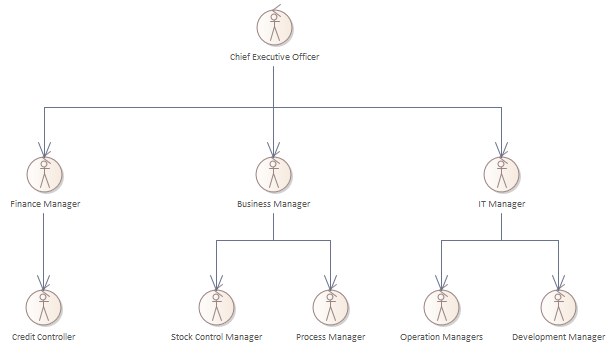 Chief Executive Officer
Finance Manager
Business Manager
IT Manager
Credit Controller
Stock Control Manager
Process Manager
Operation Managers
Development Manager